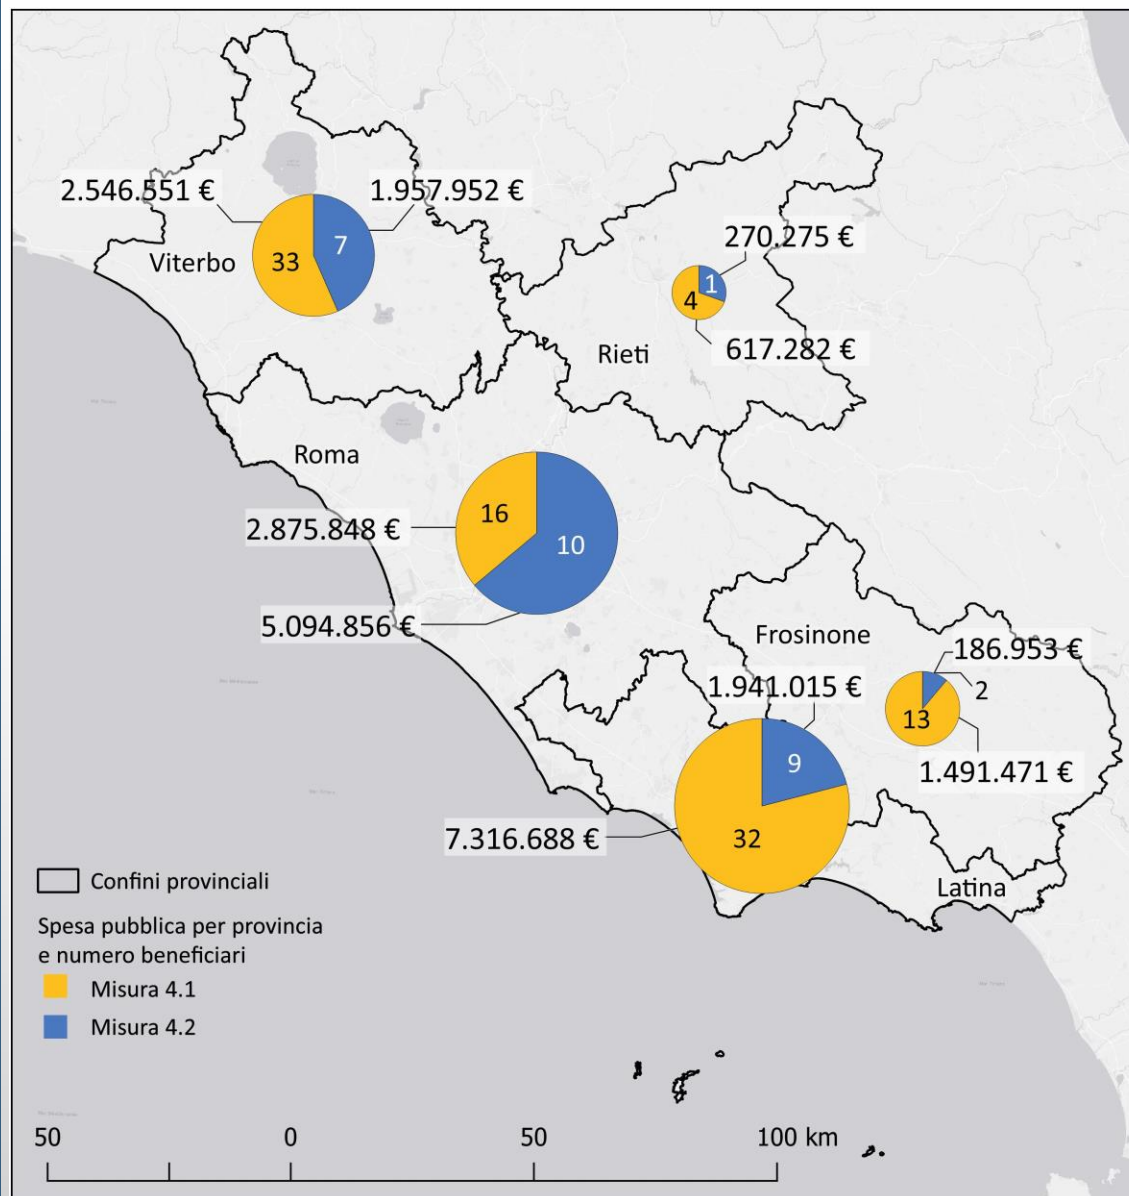 2.546.551 €
1.957.952 €
7
33
Viterbo
270.275 €
1
4
617.282 €
Rieti
Roma
16
2.875.848 €
10
5.094.856 €
Frosinone
186.953 €
2
1.941.015 €
13
9
1.491.471 €
7.316.688 €
32
Latina
Confini provinciali
Spesa pubblica per provincia
e numero beneficiari
Misura 4.1
Misura 4.2
50 0 50 100 km